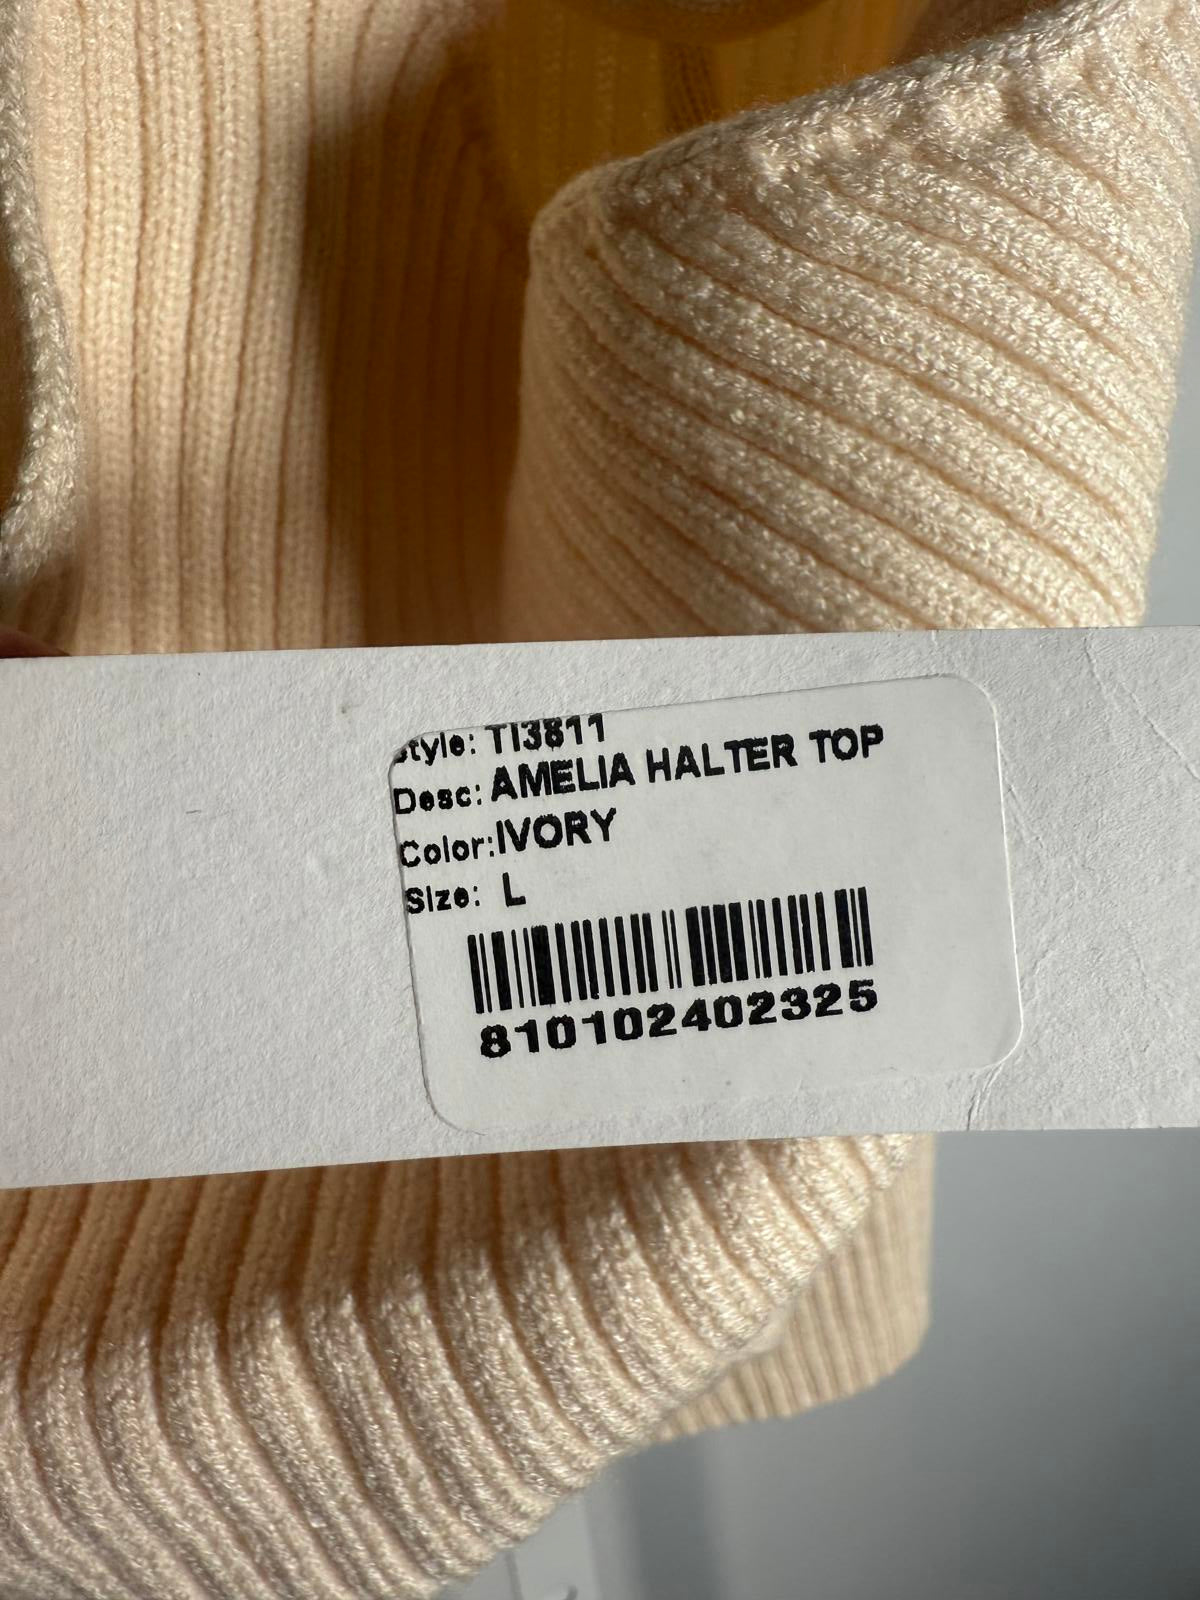 Style: TI3811
Desc: AMELIA HALTER TOP
Color:IVORY
Size: L
810102402325